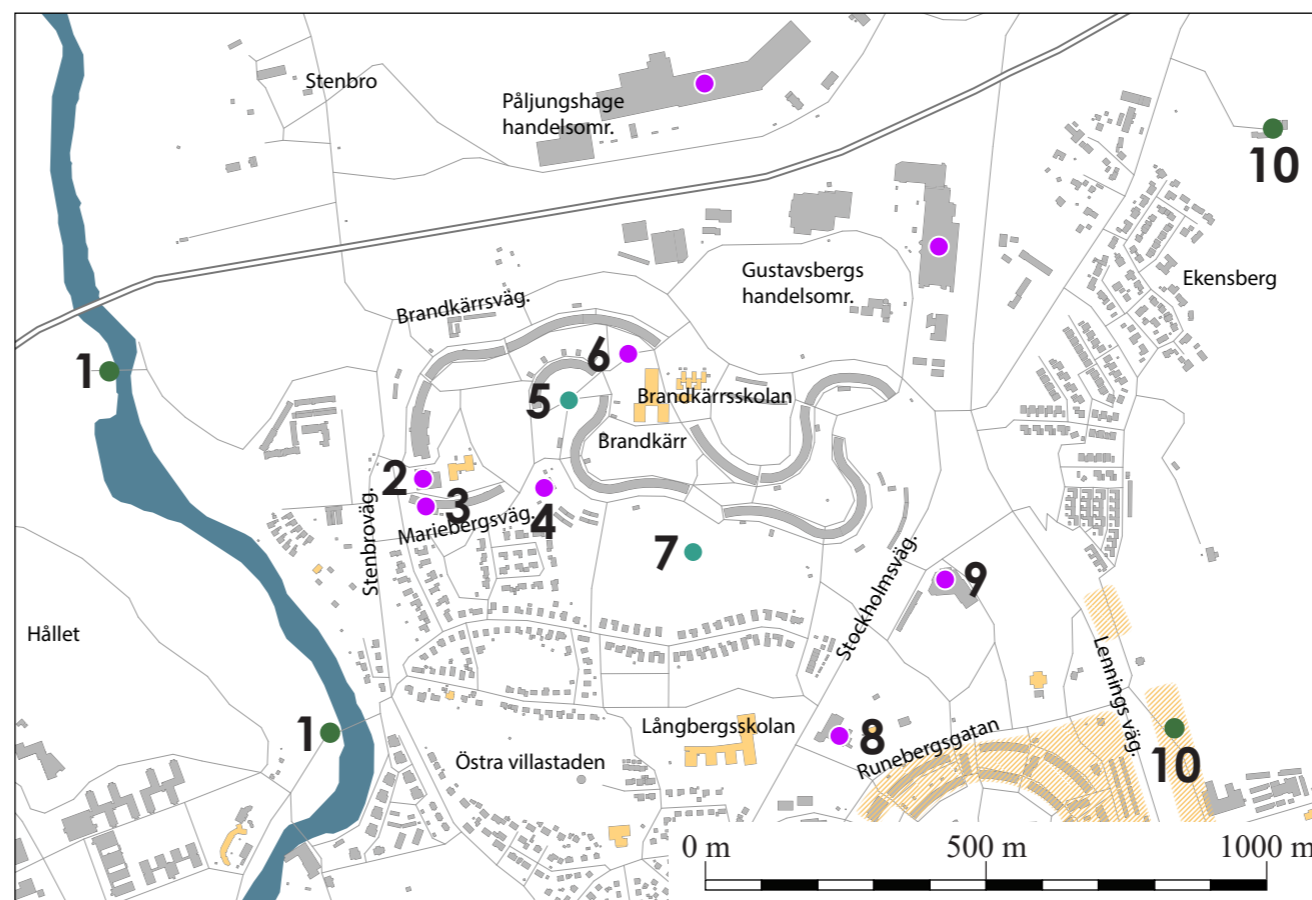 Stenbro
Påljungshage
handelsomr.
10
Gustavsbergs
handelsomr.
Ekensberg
Brandkärrsväg.
1
6
5
Brandkärrsskolan
Brandkärr
2
3
4
Mariebergsväg.
Stenbroväg.
7
Stockholmsväg.
9
Hållet
Lennings väg.
1
Östra villastaden
Långbergsskolan
8
Runebergsgatan
10
0 m
500 m
1000 m